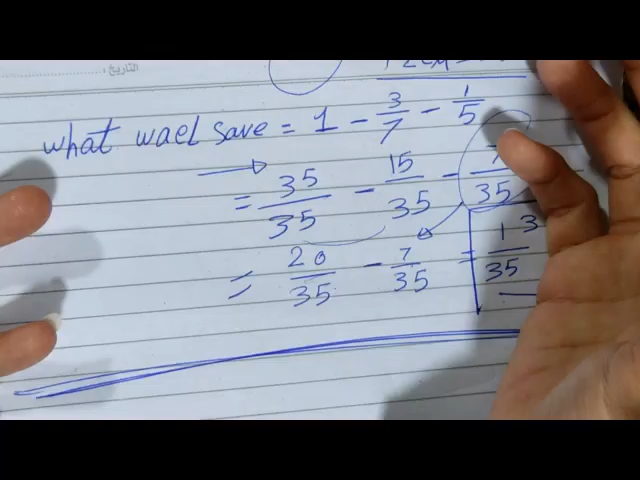 التاريخ
what wael save = 1 - 3/7 - 1/5
= 35/35 - 15/35 - 7/35
= 20/35 - 7/35 = 13/35